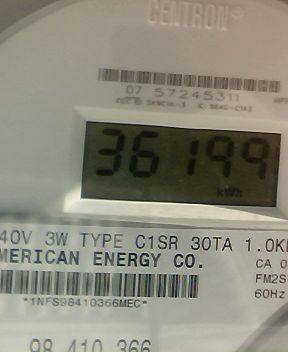 CENTRON
07 57245311
36199
kWh
40V 3W TYPE C1SR 30TA 1.0K
MERICAN ENERGY CO.
CA 0
FM2S
60Hz
*1NFS98410366MEC*
98 410 366